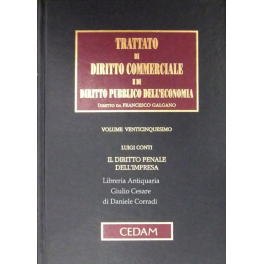 TRATTATO
DI
DIRITTO COMMERCIALE
E DI
DIRITTO PUBBLICO DELL'ECONOMIA
DIRETTO DA FRANCESCO GALGANO
VOLUME VENTICINQUESIMO
LUIGI CONTI
IL DIRITTO PENALE
DELL'IMPRESA
Libreria Antiquaria
Giulio Cesare
di Daniele Corradi
CEDAM